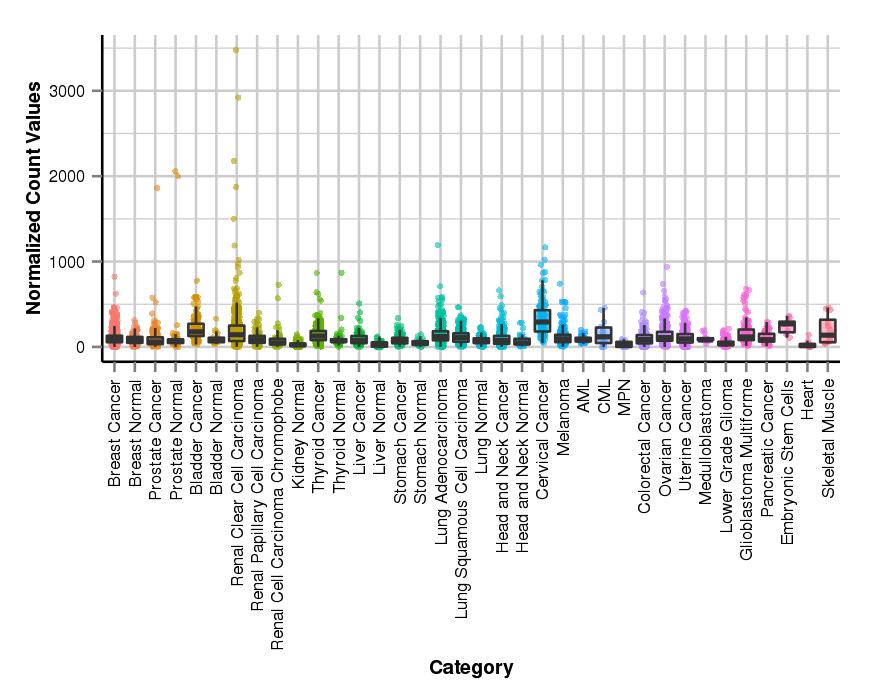 Normalized Count Values
3000
2000
1000
0
Breast Cancer
Breast Normal
Prostate Cancer
Prostate Normal
Bladder Cancer
Bladder Normal
Renal Clear Cell Carcinoma
Renal Papillary Cell Carcinoma
Renal Cell Carcinoma Chromophobe
Kidney Normal
Thyroid Cancer
Thyroid Normal
Liver Cancer
Liver Normal
Stomach Cancer
Stomach Normal
Lung Adenocarcinoma
Lung Squamous Cell Carcinoma
Lung Normal
Head and Neck Cancer
Head and Neck Normal
Cervical Cancer
Melanoma
AML
CML
MPN
Colorectal Cancer
Ovarian Cancer
Uterine Cancer
Medulloblastoma
Lower Grade Glioma
Glioblastoma Multiforme
Pancreatic Cancer
Embryonic Stem Cells
Heart
Skeletal Muscle
Category